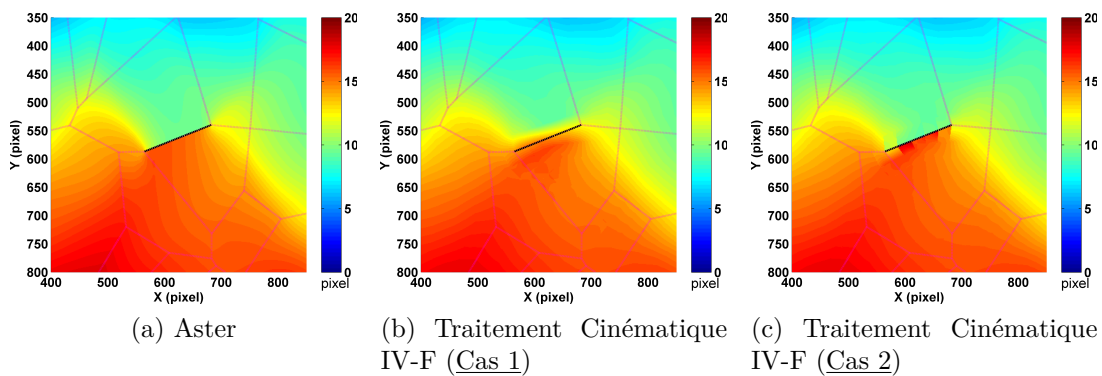 350
400
450
500
550
600
650
700
750
800
Y (pixel)
400 500 600 700 800
X (pixel)
20
15
10
5
0
pixel
350
400
450
500
550
600
650
700
750
800
Y (pixel)
400 500 600 700 800
X (pixel)
20
15
10
5
0
pixel
350
400
450
500
550
600
650
700
750
800
Y (pixel)
400 500 600 700 800
X (pixel)
20
15
10
5
0
pixel
(a) Aster
(b) Traitement Cinématique
IV-F (Cas 1)
(c) Traitement Cinématique
IV-F (Cas 2)